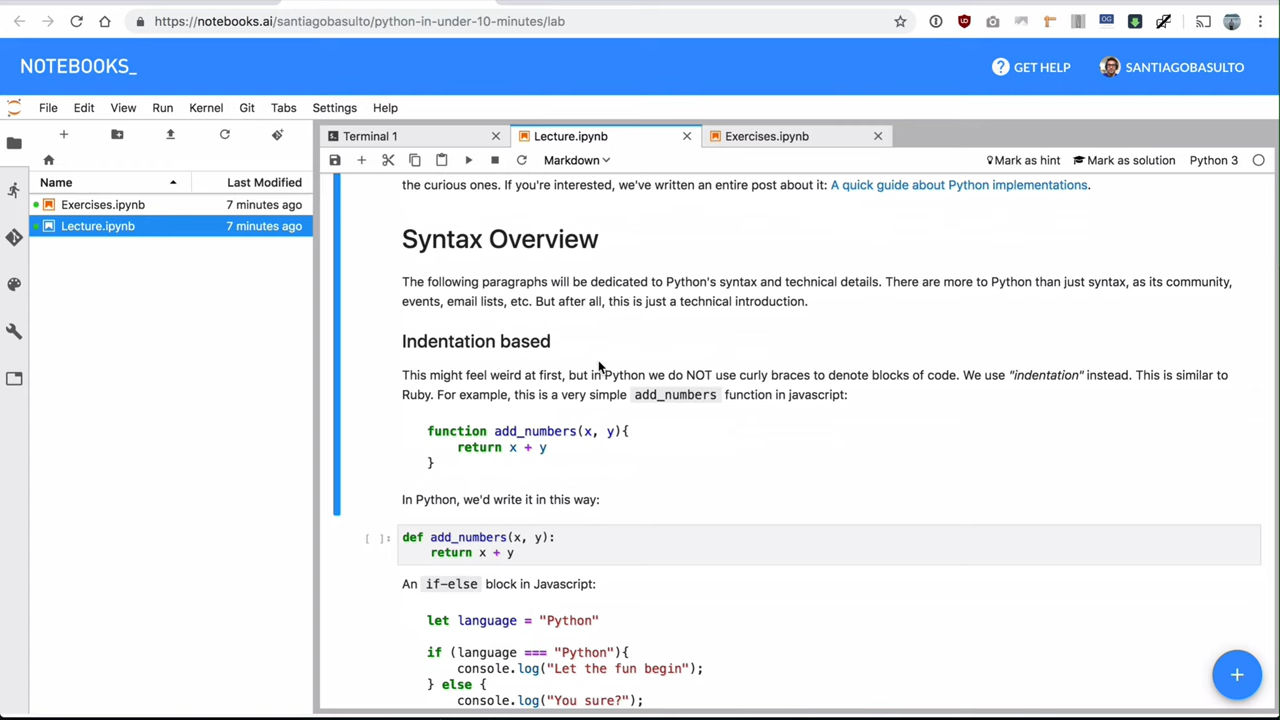 https://notebooks.ai/santiagobasulto/python-in-under-10-minutes/lab
NOTEBOOKS_
? GET HELP
SANTIAGOBASULTO
File Edit View Run Kernel Git Tabs Settings Help
Terminal 1
Lecture.ipynb
Exercises.ipynb
Markdown
Mark as hint
Mark as solution
Python 3
Name
Last Modified
Exercises.ipynb
7 minutes ago
Lecture.ipynb
7 minutes ago
the curious ones. If you're interested, we've written an entire post about it: A quick guide about Python implementations.
Syntax Overview
The following paragraphs will be dedicated to Python's syntax and technical details. There are more to Python than just syntax, as its community,
events, email lists, etc. But after all, this is just a technical introduction.
Indentation based
This might feel weird at first, but in Python we do NOT use curly braces to denote blocks of code. We use "indentation" instead. This is similar to
Ruby. For example, this is a very simple add_numbers function in javascript:
function add_numbers(x, y){
return x + y
}
In Python, we'd write it in this way:
[ ]:
def add_numbers(x, y):
return x + y
An if-else block in Javascript:
let language = "Python"
if (language === "Python"){
console.log("Let the fun begin");
} else {
console.log("You sure?");
+